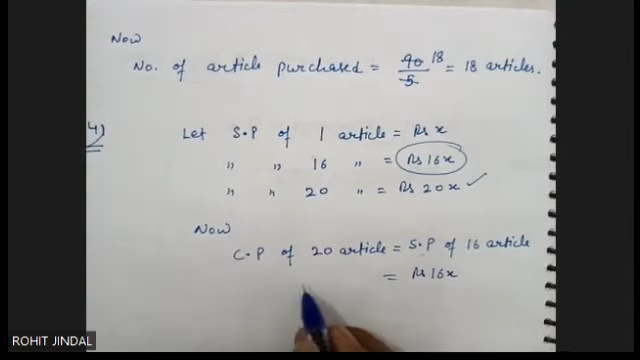 Now
No. of article purchased = 90/5 18 = 18 articles.
4)
Let S.P of 1 article = Rs x
〃 〃 16 〃 = Rs 16x
〃 〃 20 〃 = Rs 20x ✓
Now
C.P of 20 article = S.P of 16 article
= Rs 16x
ROHIT JINDAL